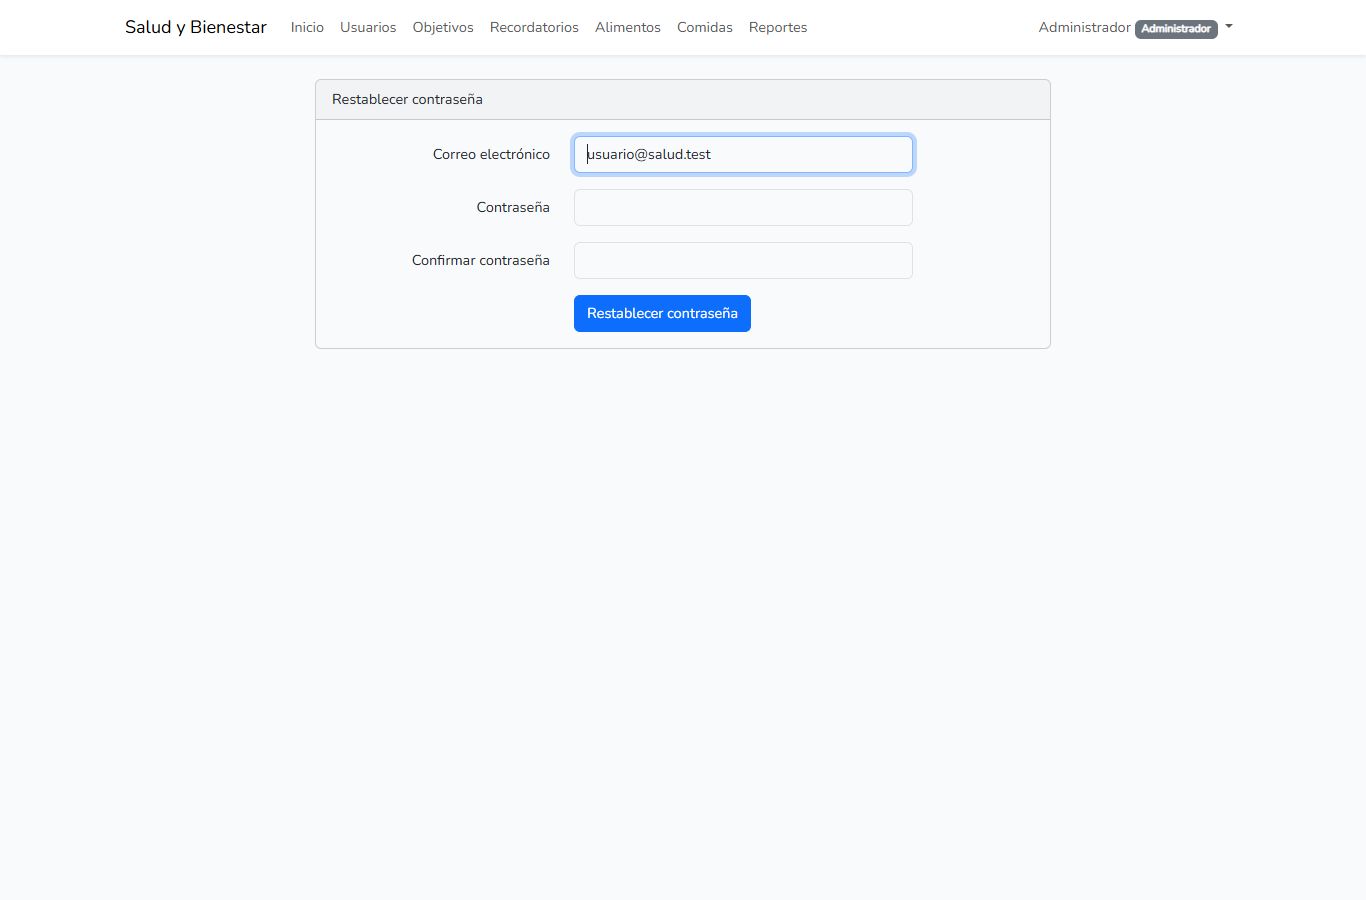 Salud y Bienestar Inicio Usuarios Objetivos Recordatorios Alimentos Comidas Reportes Administrador Administrador
Restablecer contraseña
Correo electrónico usuario@salud.test
Contraseña
Confirmar contraseña
Restablecer contraseña